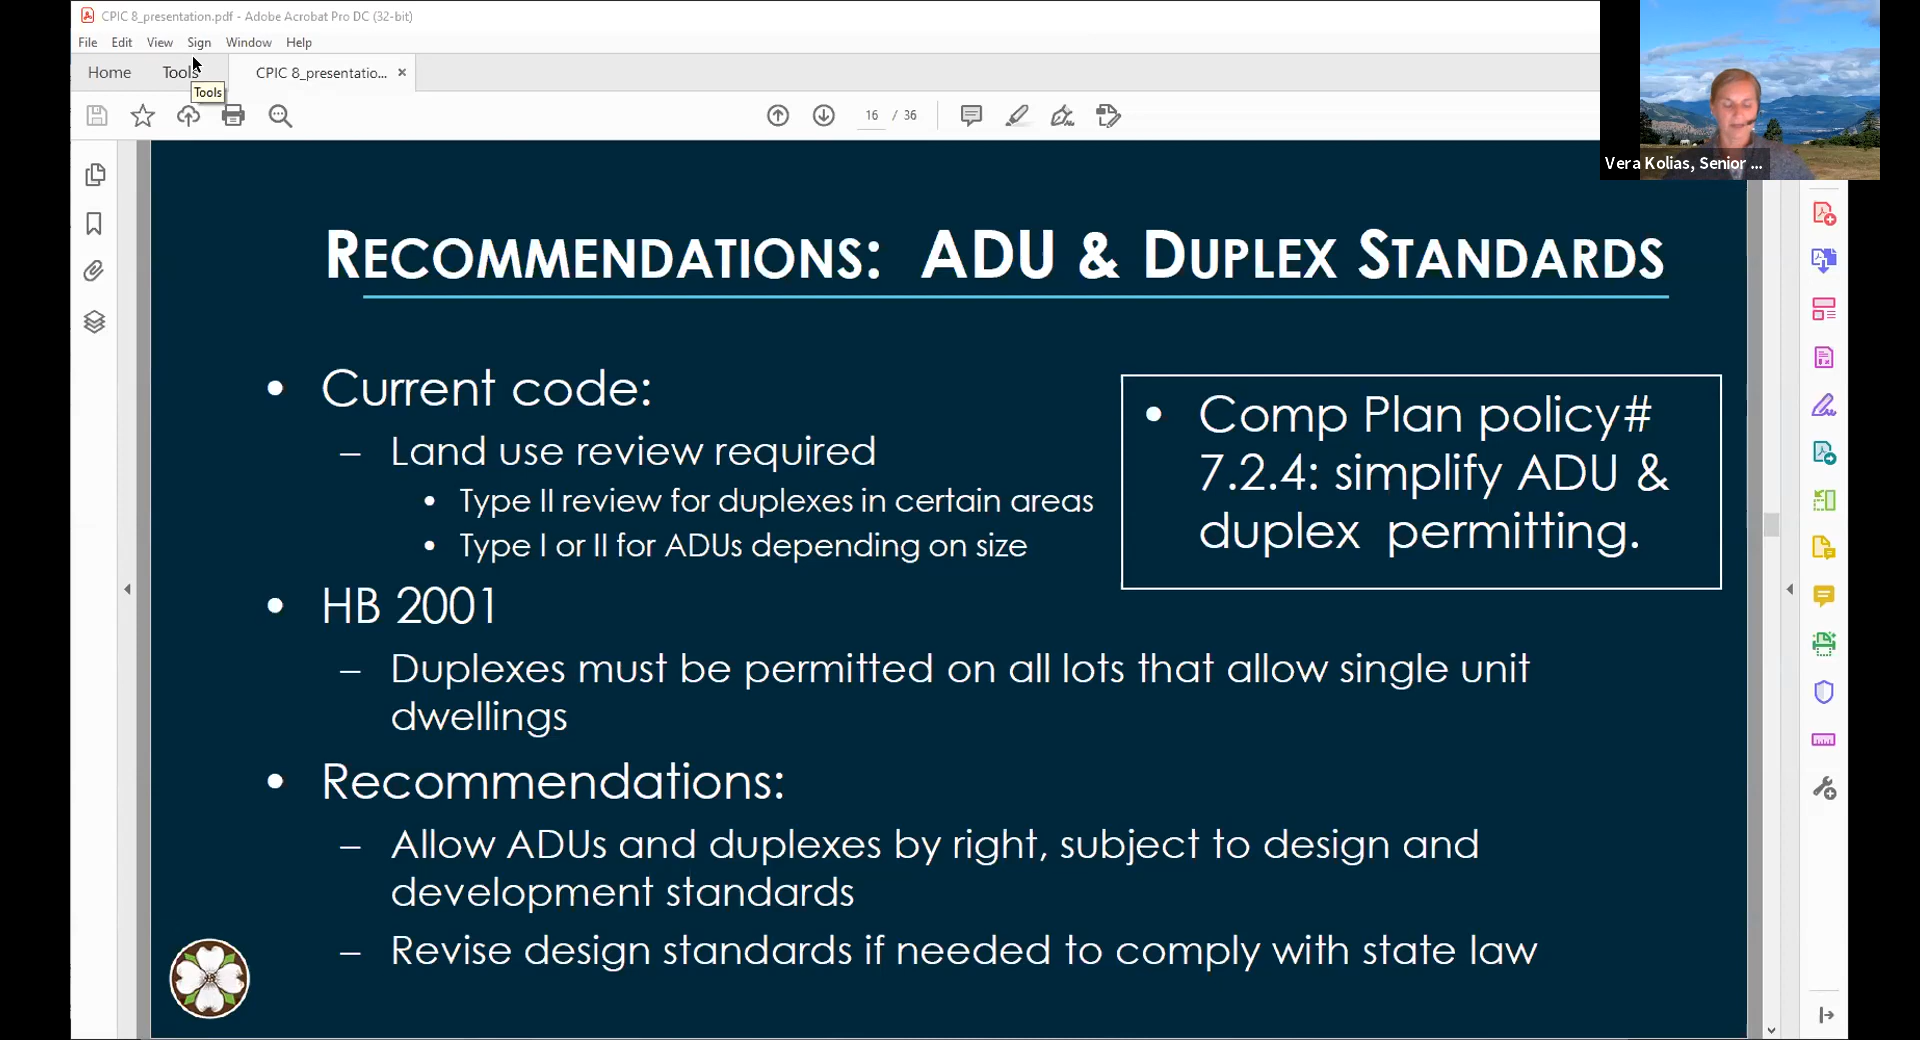 CPIC 8_presentation.pdf - Adobe Acrobat Pro DC (32-bit)
File Edit View Sign Window Help
Home Tools CPIC 8_presentatio... ×
Tools
16 / 36
Vera Kolias, Senior ...
RECOMMENDATIONS: ADU & DUPLEX STANDARDS
• Current code:
– Land use review required
• Type II review for duplexes in certain areas
• Type I or II for ADUs depending on size
• Comp Plan policy#
7.2.4: simplify ADU &
duplex permitting.
• HB 2001
– Duplexes must be permitted on all lots that allow single unit
dwellings
• Recommendations:
– Allow ADUs and duplexes by right, subject to design and
development standards
– Revise design standards if needed to comply with state law